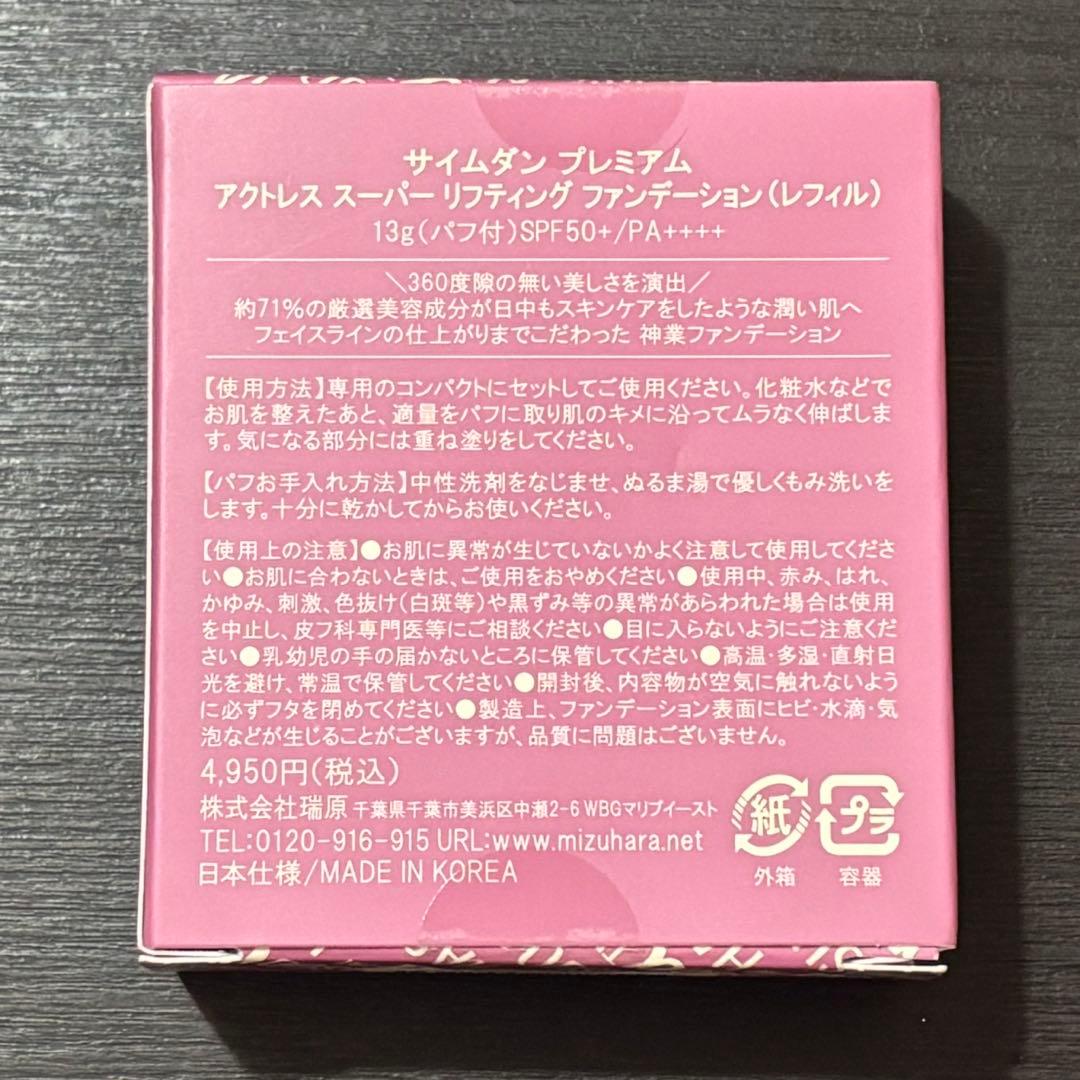 サイムダン プレミアム
アクトレス スーパー リフティング ファンデーション(レフィル)
13g(パフ付)SPF50+/PA++++
＼360度隙の無い美しさを演出／
約71%の厳選美容成分が日中もスキンケアをしたような潤い肌へ
フェイスラインの仕上がりまでこだわった 神業ファンデーション
【使用方法】専用のコンパクトにセットしてご使用ください。化粧水などで
お肌を整えたあと、適量をパフに取り肌のキメに沿ってムラなく伸ばしま
す。気になる部分には重ね塗りをしてください。
【パフお手入れ方法】中性洗剤をなじませ、ぬるま湯で優しくもみ洗いを
します。十分に乾かしてからお使いください。
【使用上の注意】●お肌に異常が生じていないかよく注意して使用してくださ
い●お肌に合わないときは、ご使用をおやめください●使用中、赤み、はれ、
かゆみ、刺激、色抜け(白斑等)や黒ずみ等の異常があらわれた場合は使用
を中止し、皮フ科専門医等にご相談ください●目に入らないようにご注意くだ
さい●乳幼児の手の届かないところに保管してください●高温・多湿・直射日
光を避け、常温で保管してください●開封後、内容物が空気に触れないよう
に必ずフタを閉めてください●製造上、ファンデーション表面にヒビ・水滴・気
泡などが生じることがございますが、品質に問題はございません。
4,950円(税込)
株式会社瑞原 千葉県千葉市美浜区中瀬2-6 WBGマリブイースト
TEL:0120-916-915 URL:www.mizuhara.net
日本仕様/MADE IN KOREA
紙 プラ
外箱 容器